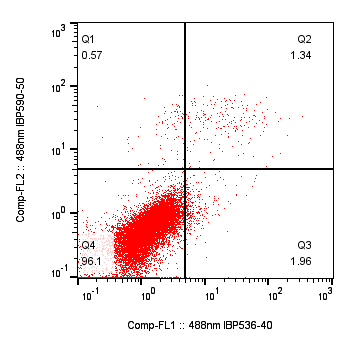 10³
Q1
0.57
Q2
1.34
10²
10¹
10⁰
10⁻¹
Q4
96.1
Q3
1.96
10⁻¹ 10⁰ 10¹ 10² 10³
Comp-FL2 :: 488nm IBP590-50
Comp-FL1 :: 488nm IBP536-40